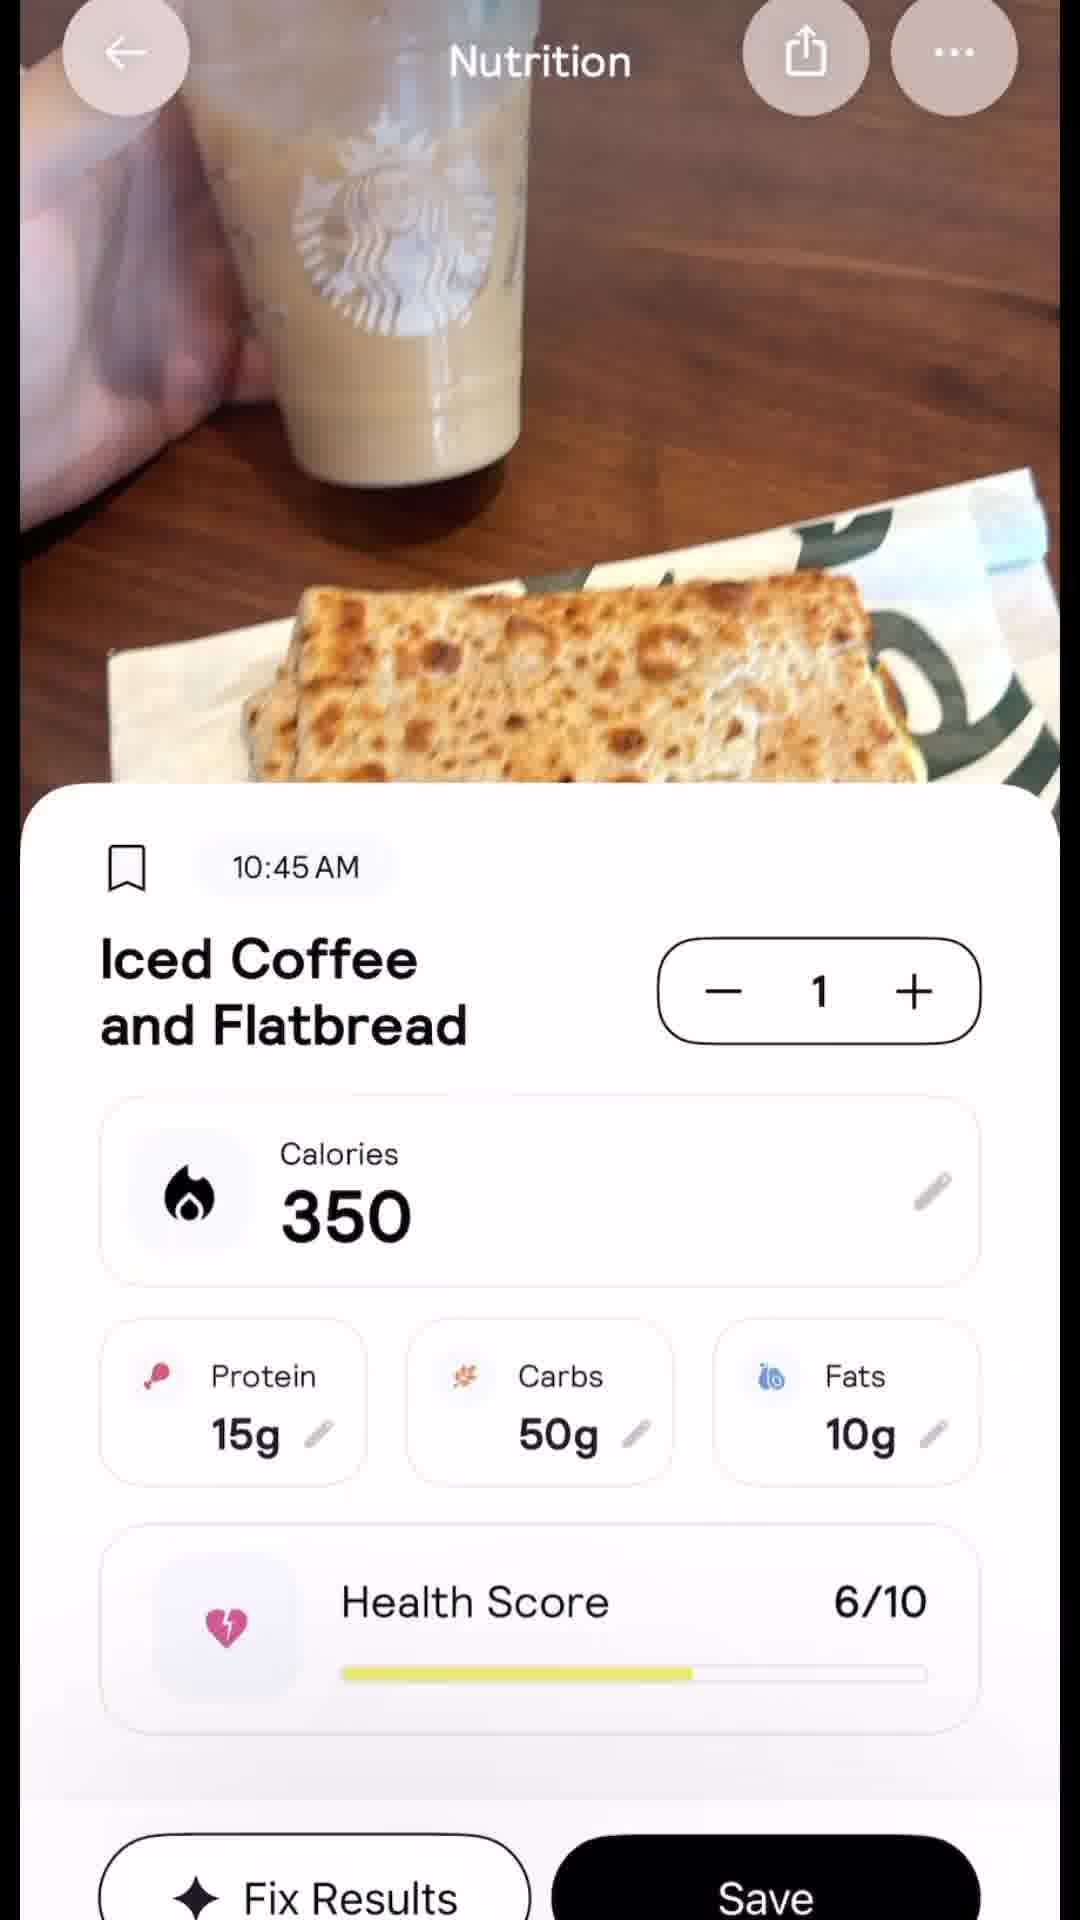 Nutrition
10:45 AM
Iced Coffee
and Flatbread
1
Calories
350
Protein
15g
Carbs
50g
Fats
10g
Health Score
6/10
Fix Results
Save